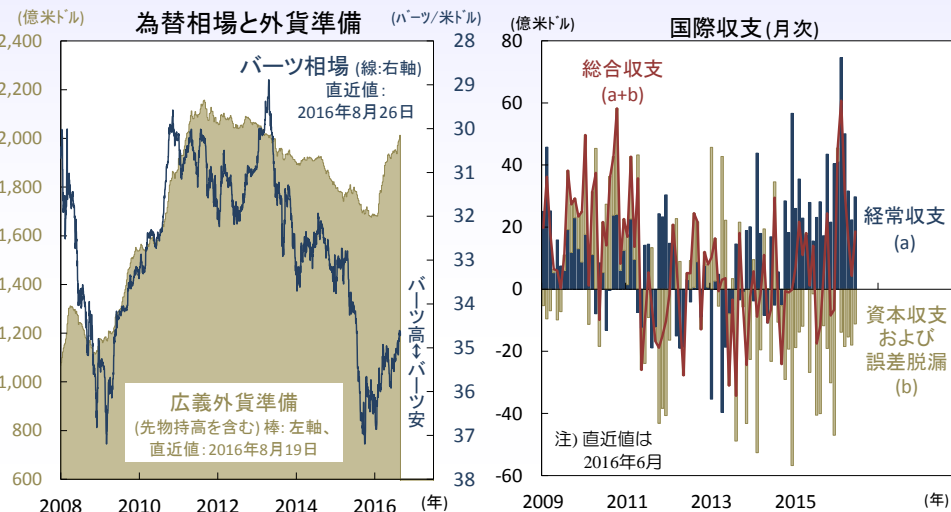 為替相場と外貨準備
(億米ドル)
(バーツ/米ドル)
2,400
2,200
2,000
1,800
1,600
1,400
1,200
1,000
800
600
28
29
30
31
32
33
34
35
36
37
38
バーツ相場 (線:右軸)
直近値:
2016年8月26日
バーツ高↔バーツ安
広義外貨準備
(先物持高を含む) 棒: 左軸、
直近値:2016年8月19日
2008
2010
2012
2014
2016
(年)
国際収支 (月次)
(億米ドル)
80
60
40
20
0
-20
-40
-60
総合収支
(a+b)
経常収支
(a)
資本収支
および
誤差脱漏
(b)
注) 直近値は
2016年6月
2009
2011
2013
2015
(年)